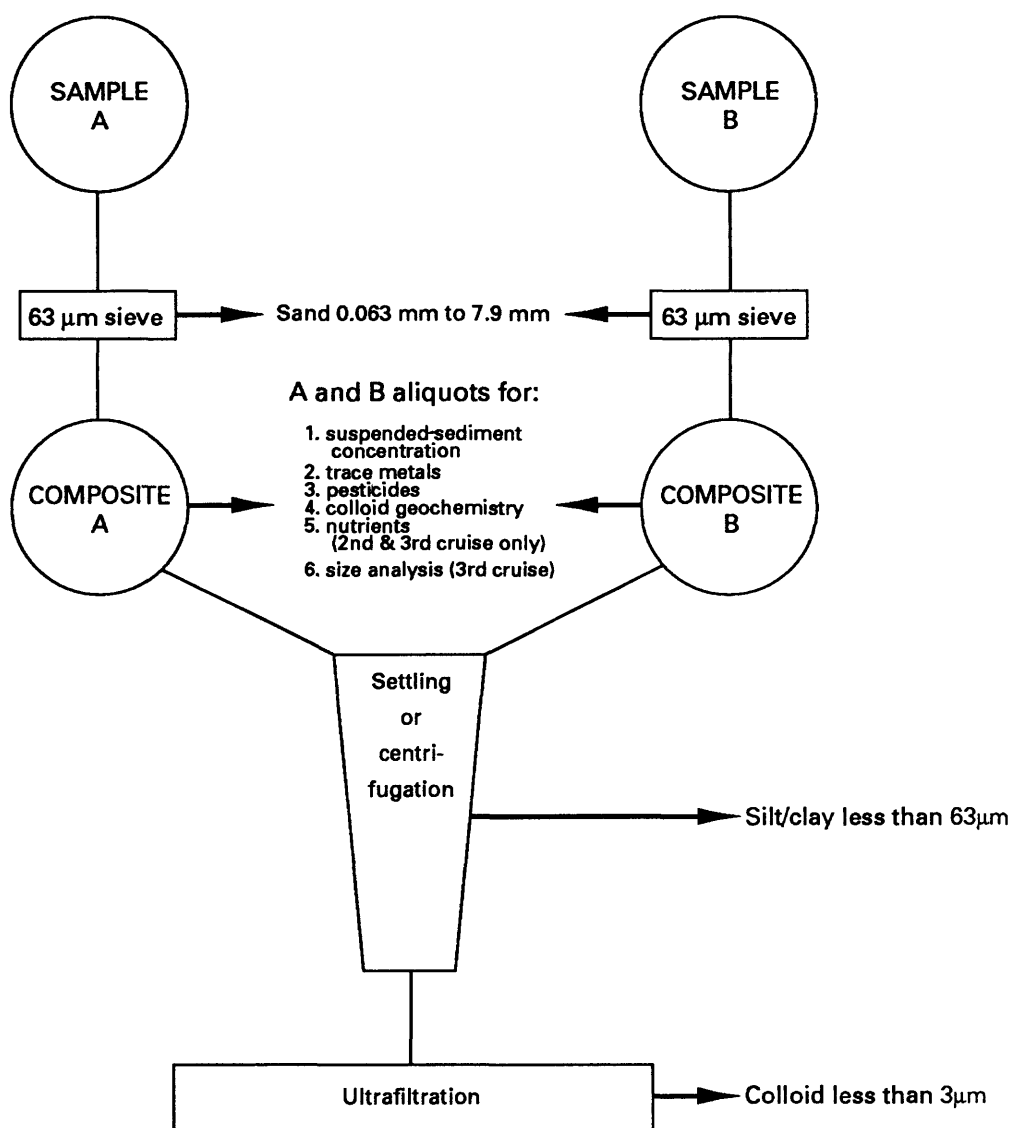 SAMPLE
A
SAMPLE
B
63 μm sieve
Sand 0.063 mm to 7.9 mm
63 μm sieve
A and B aliquots for:
1. suspended-sediment
concentration
2. trace metals
3. pesticides
4. colloid geochemistry
5. nutrients
(2nd & 3rd cruise only)
6. size analysis (3rd cruise)
COMPOSITE
A
COMPOSITE
B
Settling
or
centri-
fugation
Silt/clay less than 63μm
Ultrafiltration
Colloid less than 3μm